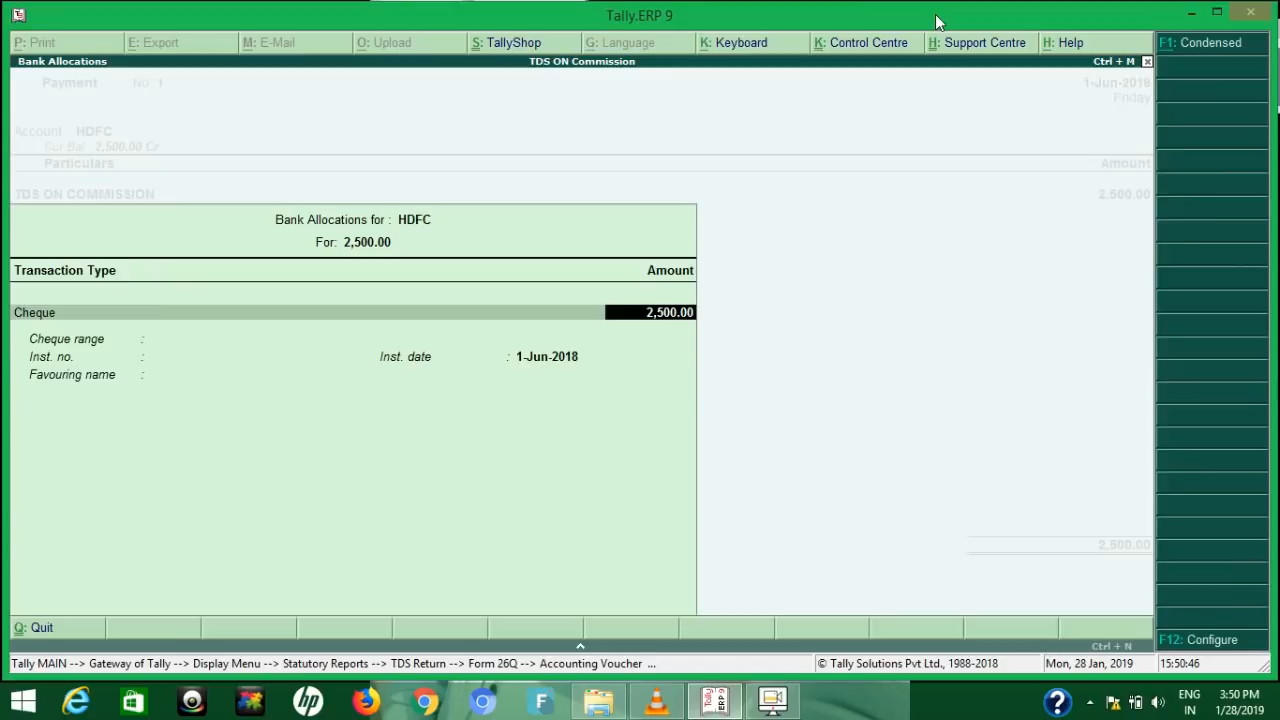 Tally.ERP 9
P: Print E: Export M: E-Mail O: Upload S: TallyShop G: Language K: Keyboard K: Control Centre H: Support Centre H: Help F1: Condensed
Bank Allocations TDS ON Commission Ctrl + M
Payment No. 1 1-Jun-2018
Friday
Account HDFC
Cur Bal 2,500.00 Cr
Particulars Amount
TDS ON COMMISSION 2,500.00
Bank Allocations for : HDFC
For: 2,500.00
Transaction Type Amount
Cheque 2,500.00
Cheque range :
Inst. no. : Inst. date : 1-Jun-2018
Favouring name :
2,500.00
Q: Quit
Ctrl + N
F12: Configure
Tally MAIN --> Gateway of Tally --> Display Menu --> Statutory Reports --> TDS Return --> Form 26Q --> Accounting Voucher ... © Tally Solutions Pvt Ltd., 1988-2018 Mon, 28 Jan, 2019 15:50:46
ENG 3:50 PM
IN 1/28/2019